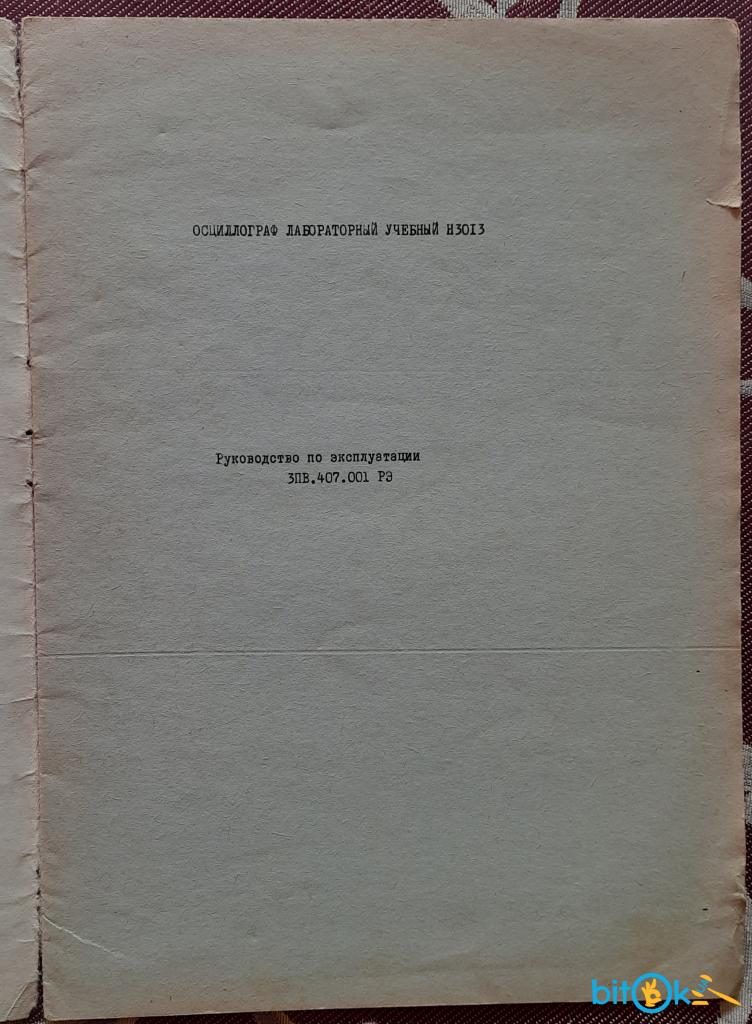 ОСЦИЛЛОГРАФ ЛАБОРАТОРНЫЙ УЧЕБНЫЙ Н3013
Руководство по эксплуатации
3ПВ.407.001 РЭ
bitOk